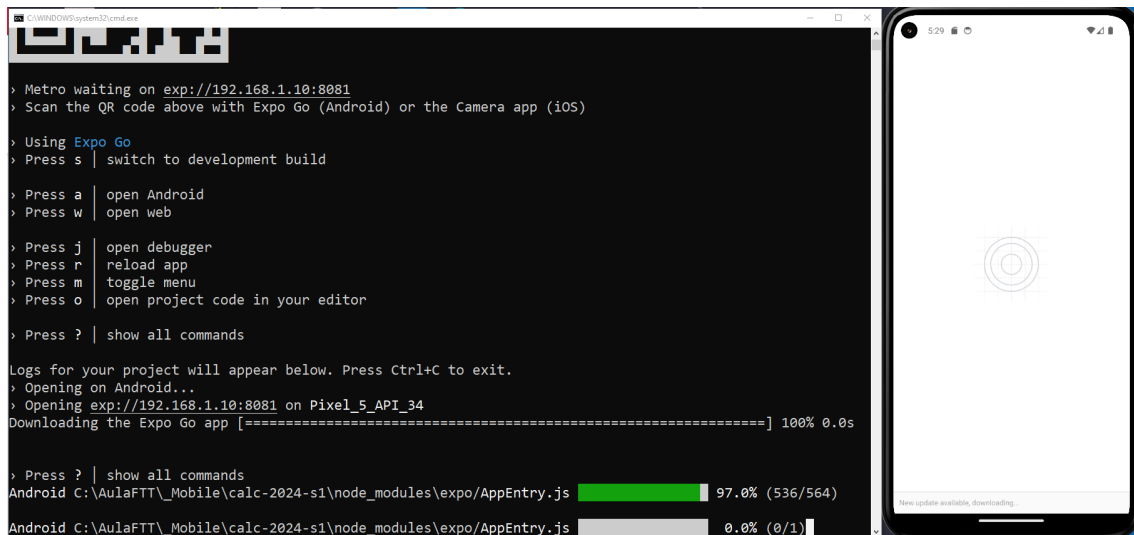 C:\WINDOWS\system32\cmd.exe
› Metro waiting on exp://192.168.1.10:8081
› Scan the QR code above with Expo Go (Android) or the Camera app (iOS)
› Using Expo Go
› Press s │ switch to development build
› Press a │ open Android
› Press w │ open web
› Press j │ open debugger
› Press r │ reload app
› Press m │ toggle menu
› Press o │ open project code in your editor
› Press ? │ show all commands
Logs for your project will appear below. Press Ctrl+C to exit.
› Opening on Android...
› Opening exp://192.168.1.10:8081 on Pixel_5_API_34
Downloading the Expo Go app [================================================================] 100% 0.0s
› Press ? │ show all commands
Android C:\AulaFTT\_Mobile\calc-2024-s1\node_modules\expo/AppEntry.js 97.0% (536/564)
Android C:\AulaFTT\_Mobile\calc-2024-s1\node_modules\expo/AppEntry.js 0.0% (0/1)
5:29
New update available, downloading...